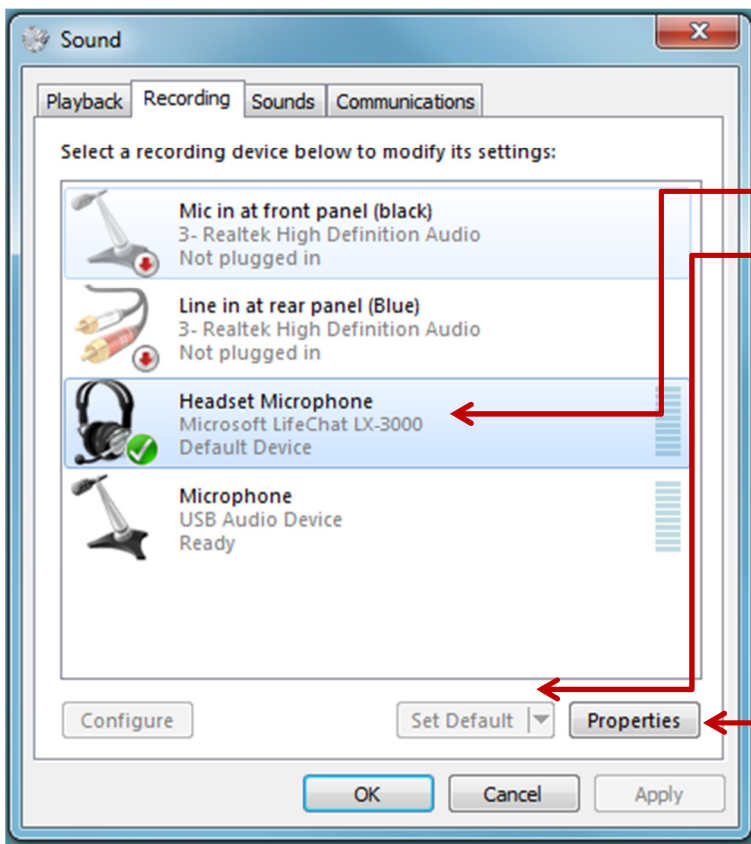 Sound
Playback Recording Sounds Communications
Select a recording device below to modify its settings:
Mic in at front panel (black)
3- Realtek High Definition Audio
Not plugged in
Line in at rear panel (Blue)
3- Realtek High Definition Audio
Not plugged in
Headset Microphone
Microsoft LifeChat LX-3000
Default Device
Microphone
USB Audio Device
Ready
Configure Set Default Properties
OK Cancel Apply